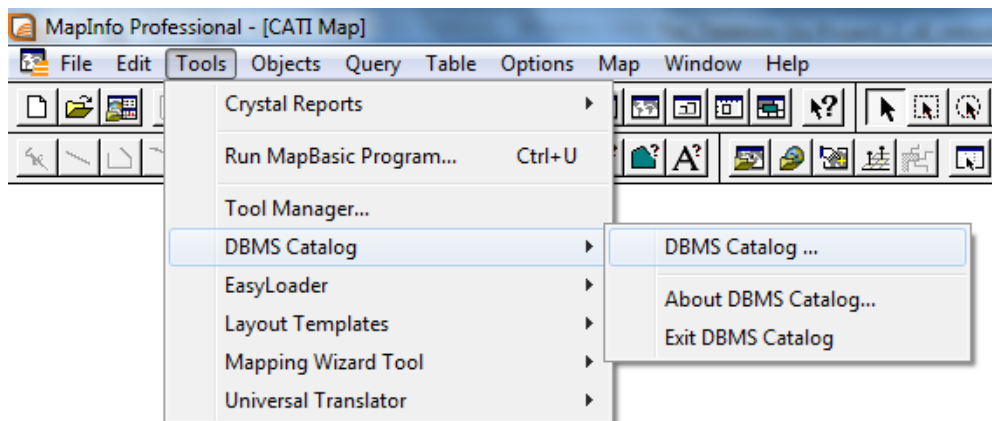 MapInfo Professional - [CATI Map]
File Edit Tools Objects Query Table Options Map Window Help
Crystal Reports
Run MapBasic Program... Ctrl+U
Tool Manager...
DBMS Catalog
DBMS Catalog ...
EasyLoader
About DBMS Catalog...
Layout Templates
Exit DBMS Catalog
Mapping Wizard Tool
Universal Translator